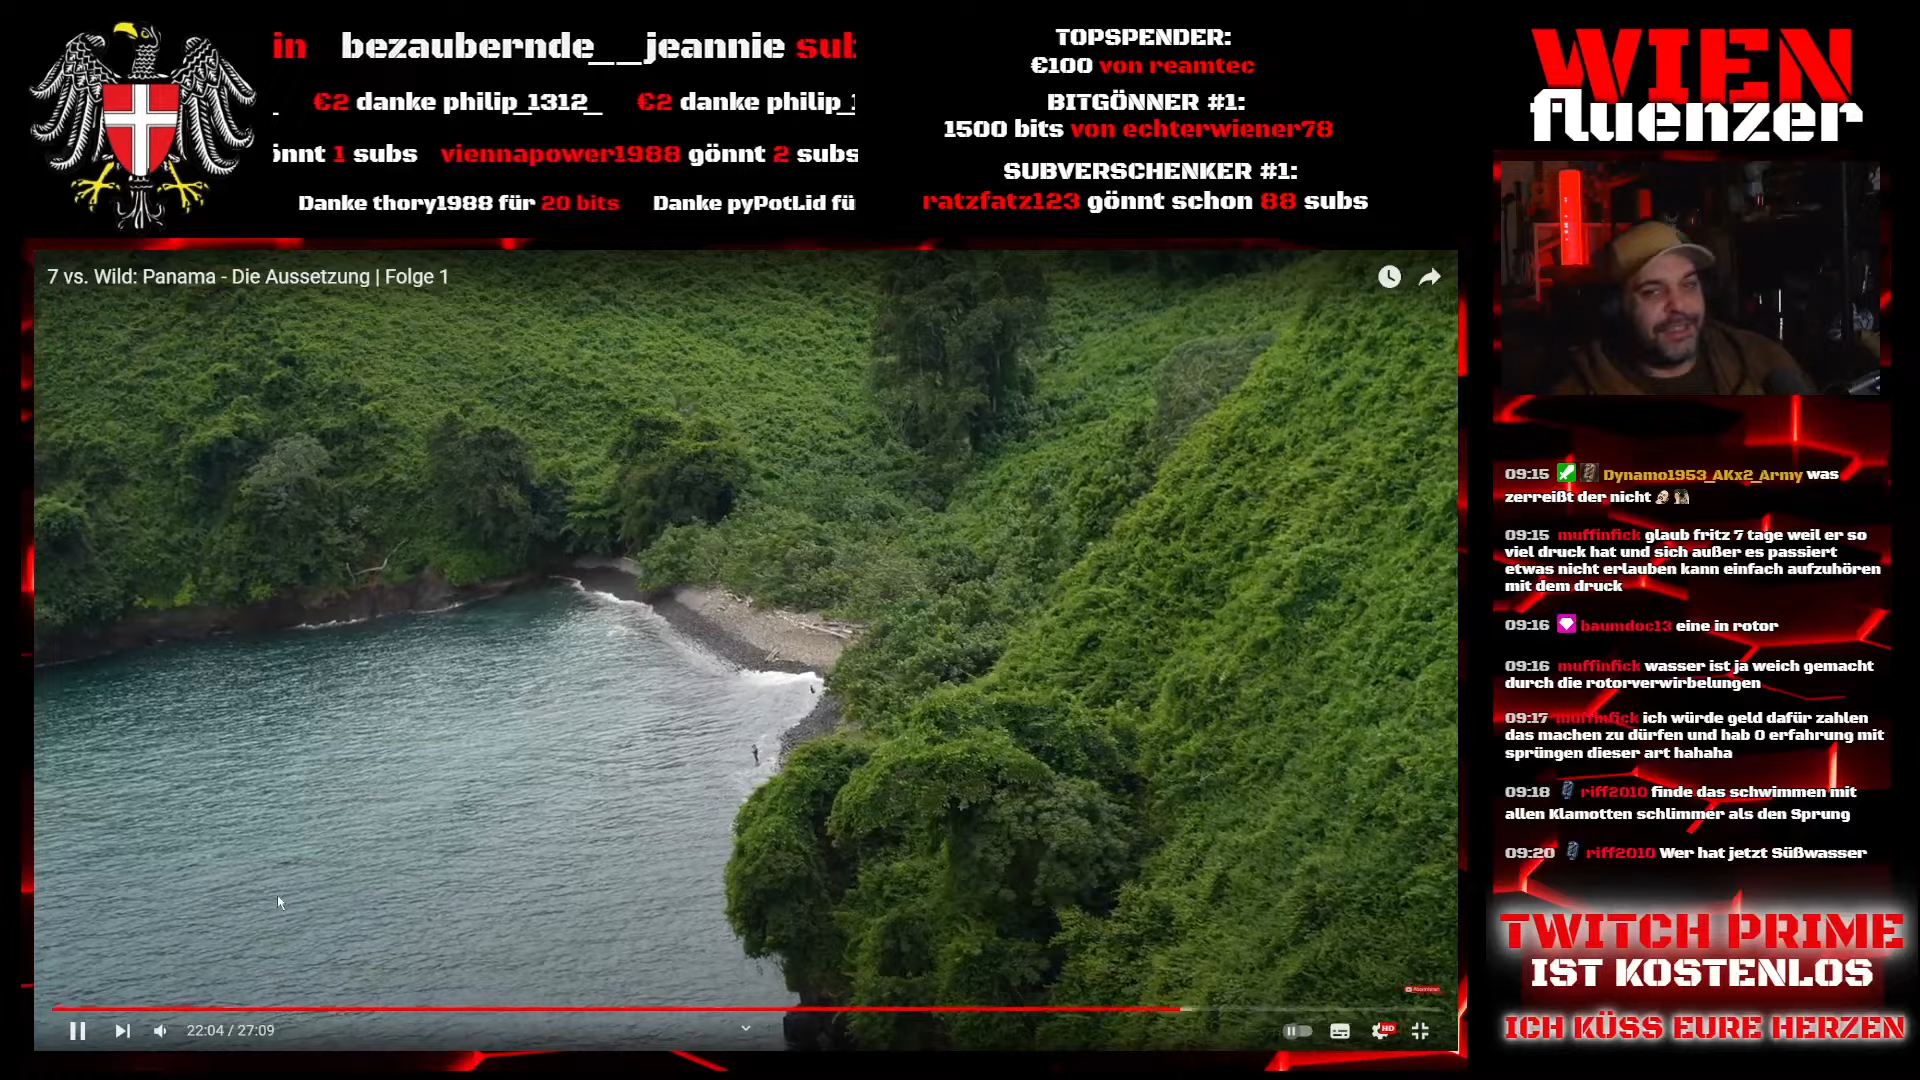 in bezaubernde__jeannie sub
_ €2 danke philip_1312_ €2 danke philip_1
önnt 1 subs viennapower1988 gönnt 2 subs
Danke thory1988 für 20 bits Danke pyPotLid fü
TOPSPENDER:
€100 von reamtec
BITGÖNNER #1:
1500 bits von echterwiener78
SUBVERSCHENKER #1:
ratzfatz123 gönnt schon 88 subs
WIEN
fluenzer
7 vs. Wild: Panama - Die Aussetzung | Folge 1
09:15 Dynamo1953_AKx2_Army was
zerreißt der nicht
09:15 muffinfick glaub fritz 7 tage weil er so
viel druck hat und sich außer es passiert
etwas nicht erlauben kann einfach aufzuhören
mit dem druck
09:16 baumdoc13 eine in rotor
09:16 muffinfick wasser ist ja weich gemacht
durch die rotorverwirbelungen
09:17 muffinfick ich würde geld dafür zahlen
das machen zu dürfen und hab 0 erfahrung mit
sprüngen dieser art hahaha
09:18 riff2010 finde das schwimmen mit
allen Klamotten schlimmer als den Sprung
09:20 riff2010 Wer hat jetzt Süßwasser
TWITCH PRIME
IST KOSTENLOS
ICH KÜSS EURE HERZEN
22:04 / 27:09
HD